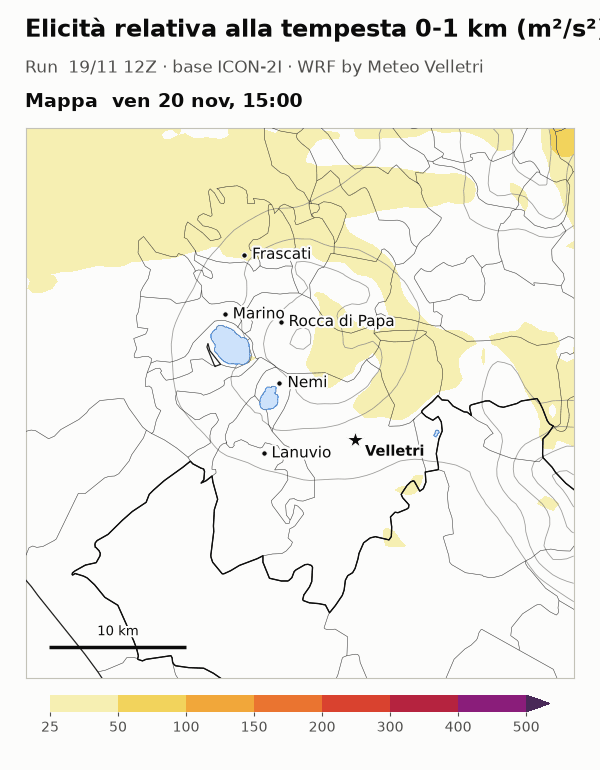 Elicità relativa alla tempesta 0-1 km (m²/s²)
Run 19/11 12Z · base ICON-2I · WRF by Meteo Velletri
Mappa ven 20 nov, 15:00
Frascati
Marino
Rocca di Papa
Nemi
Velletri
Lanuvio
10 km
25 50 100 150 200 300 400 500